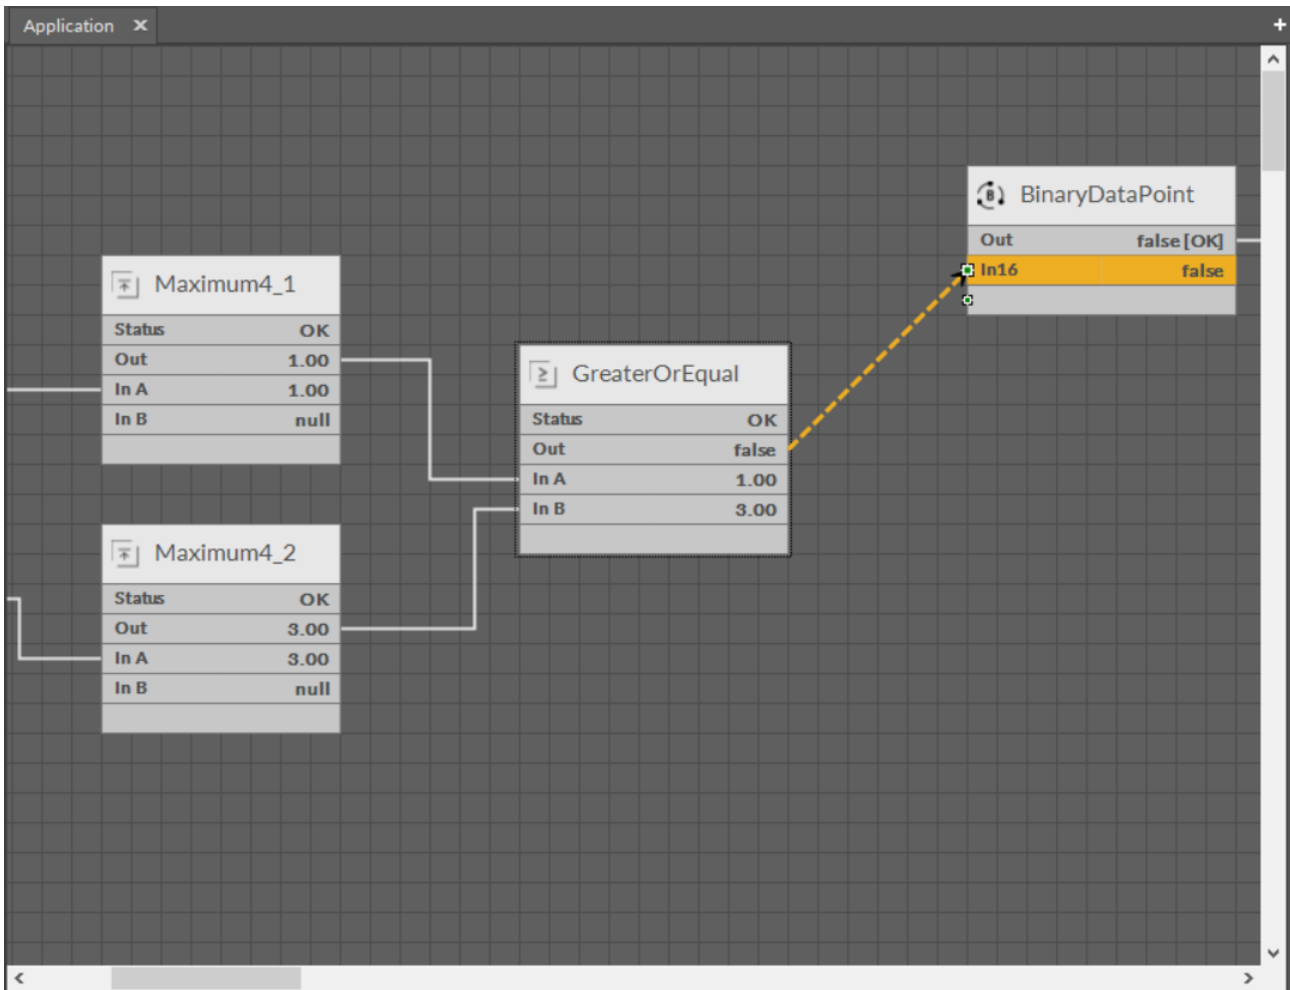 Application
BinaryDataPoint
Out false [OK]
In16 false
Maximum4_1
Status OK
Out 1.00
In A 1.00
In B null
GreaterOrEqual
Status OK
Out false
In A 1.00
In B 3.00
Maximum4_2
Status OK
Out 3.00
In A 3.00
In B null